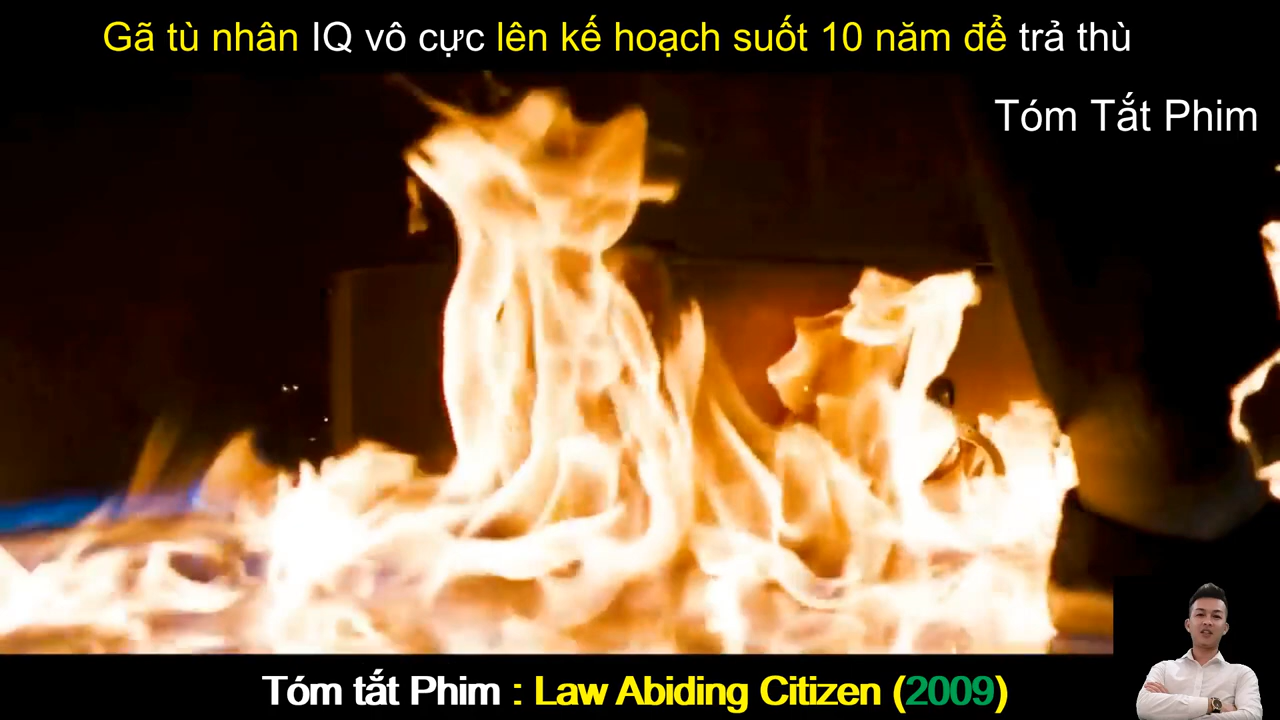 Gã tù nhân IQ vô cực lên kế hoạch suốt 10 năm để trả thù
Tóm Tắt Phim
Tóm tắt Phim : Law Abiding Citizen (2009)